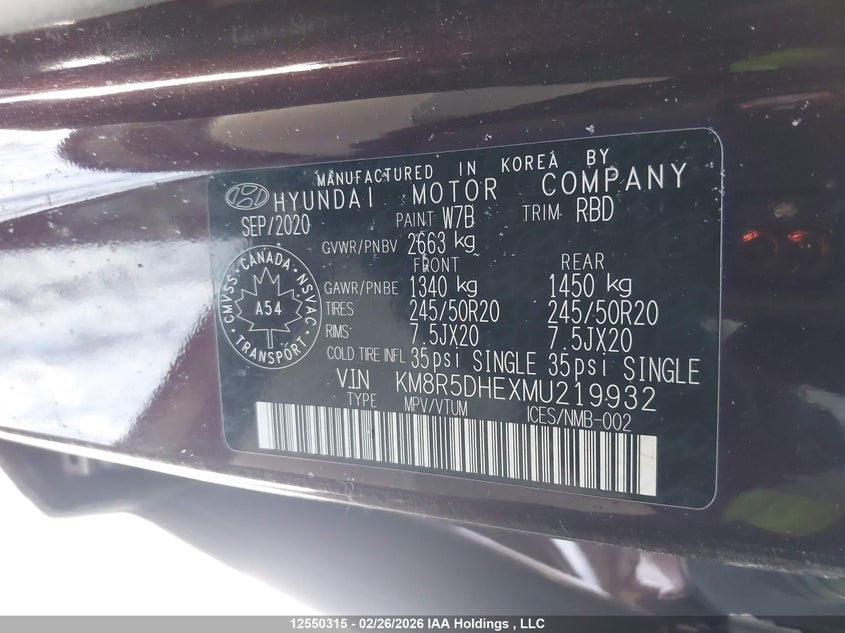 MANUFACTURED IN KOREA BY
HYUNDAI MOTOR COMPANY
SEP/2020 PAINT W7B TRIM RBD
GVWR/PNBV 2663 kg
FRONT REAR
GAWR/PNBE 1340 kg 1450 kg
TIRES 245/50R20 245/50R20
RIMS 7.5JX20 7.5JX20
COLD TIRE INFL 35psi SINGLE 35psi SINGLE
CMVSS · CANADA · NSVAC
A54
TRANSPORT
VIN KM8R5DHEXMU219932
TYPE MPV/VTUM ICES/NMB-002
12550315 - 02/26/2026 IAA Holdings , LLC